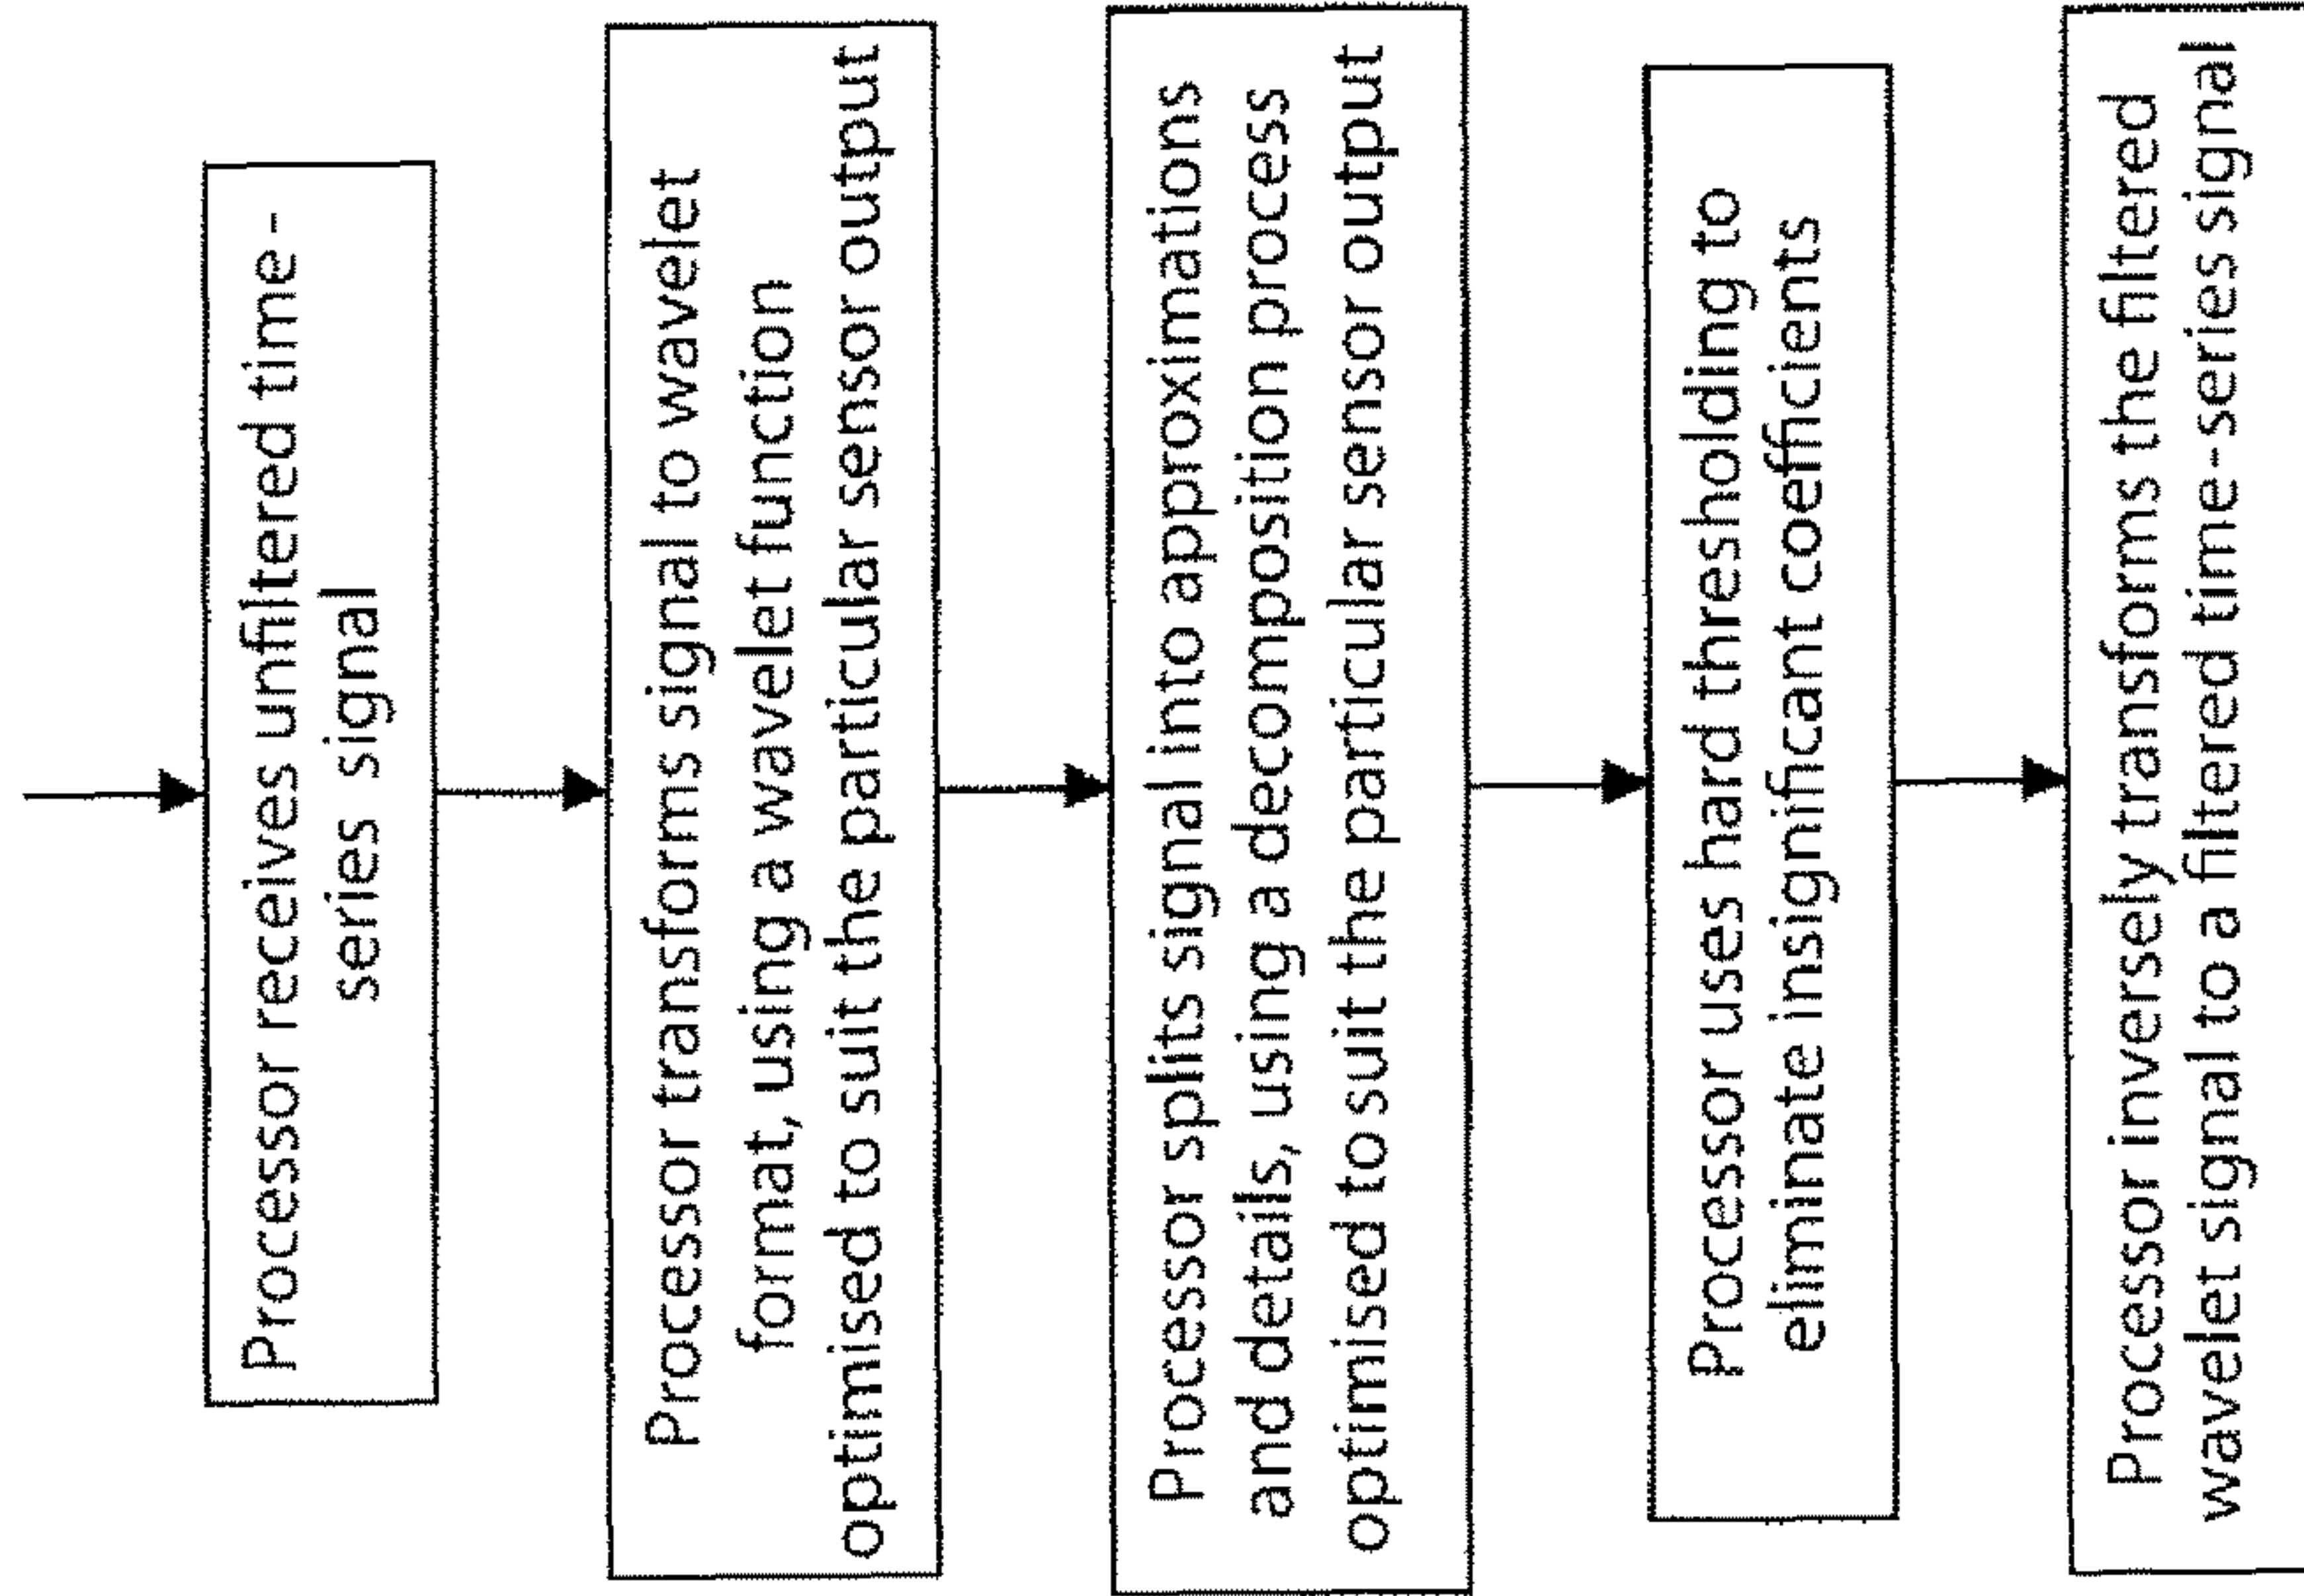 Processor receives unfiltered time-
series signal
Processor transforms signal to wavelet
format, using a wavelet function
optimised to suit the particular sensor output
Processor splits signal into approximations
and details, using a decomposition process
optimised to suit the particular sensor output
Processor uses hard thresholding to
eliminate insignificant coefficients
Processor inversely transforms the filtered
wavelet signal to a filtered time-series signal